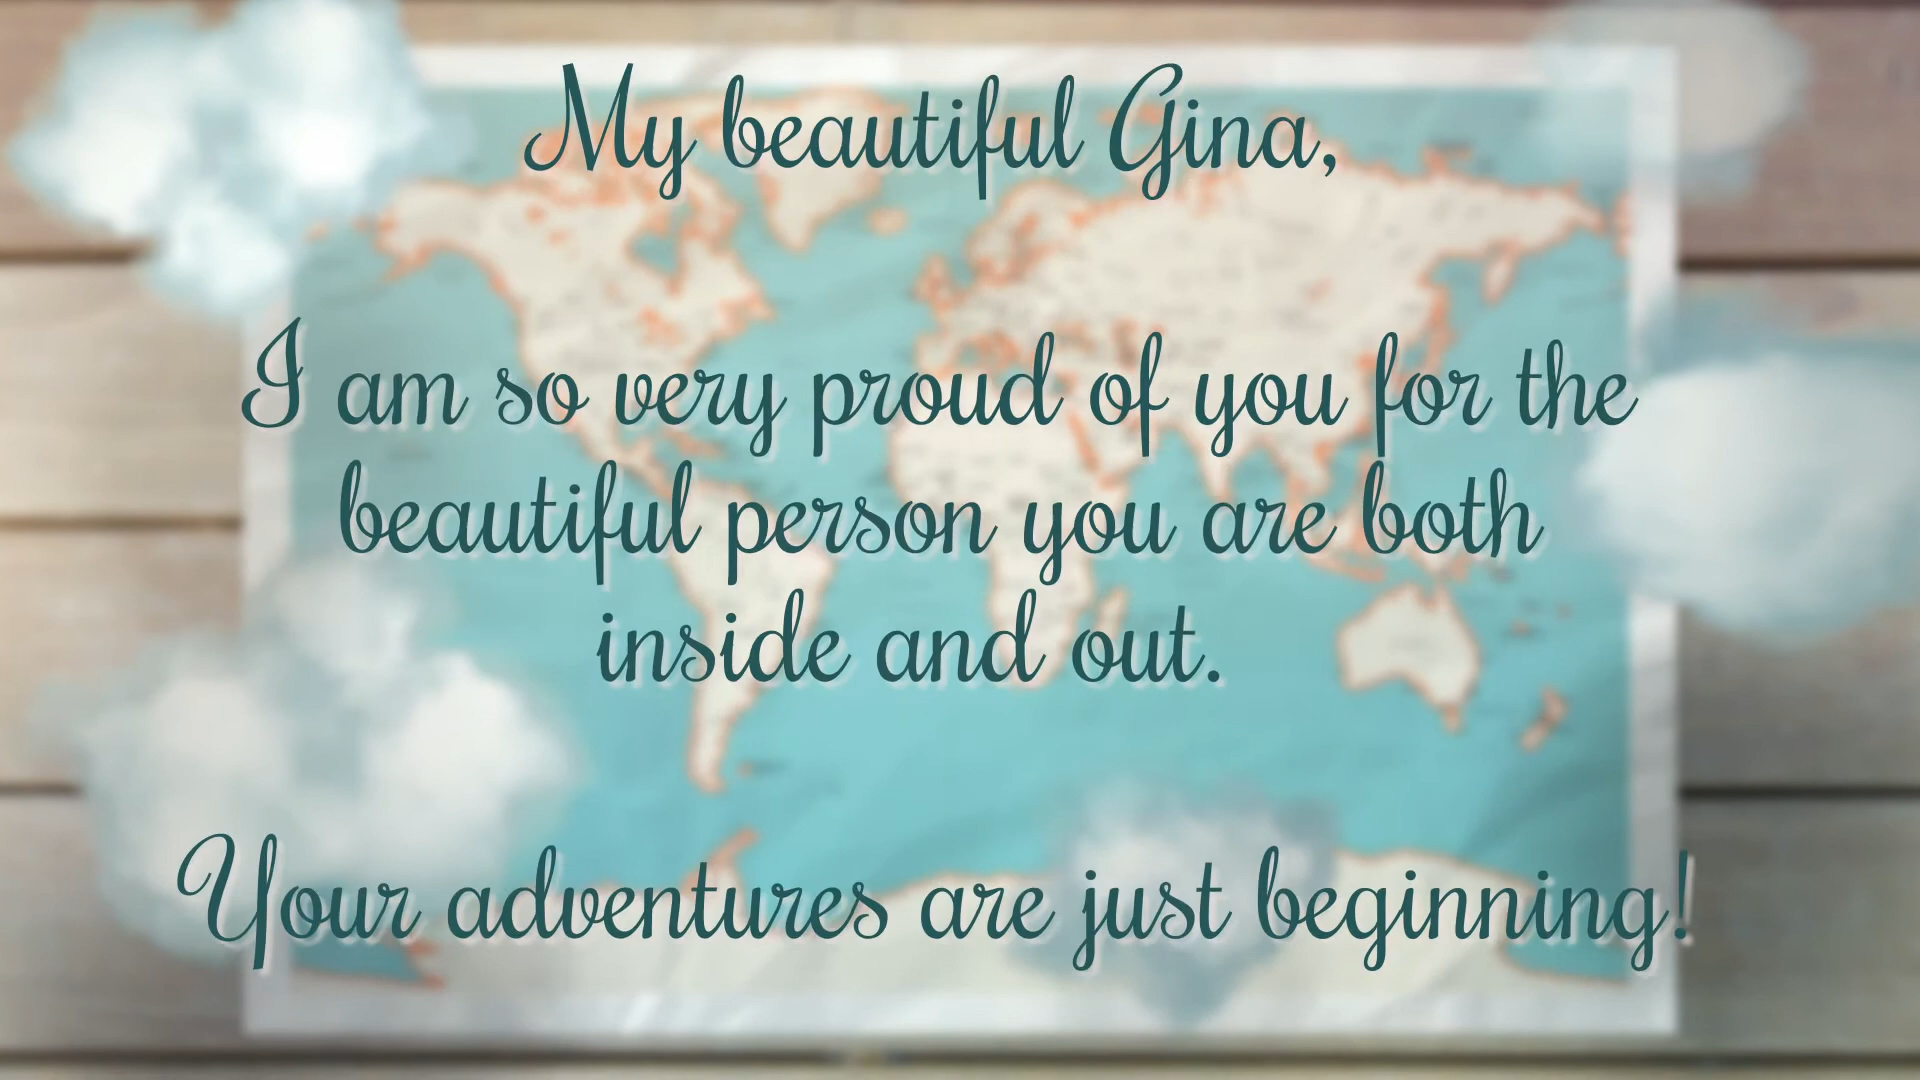 My beautiful Gina,
I am so very proud of you for the
beautiful person you are both
inside and out.
Your adventures are just beginning!